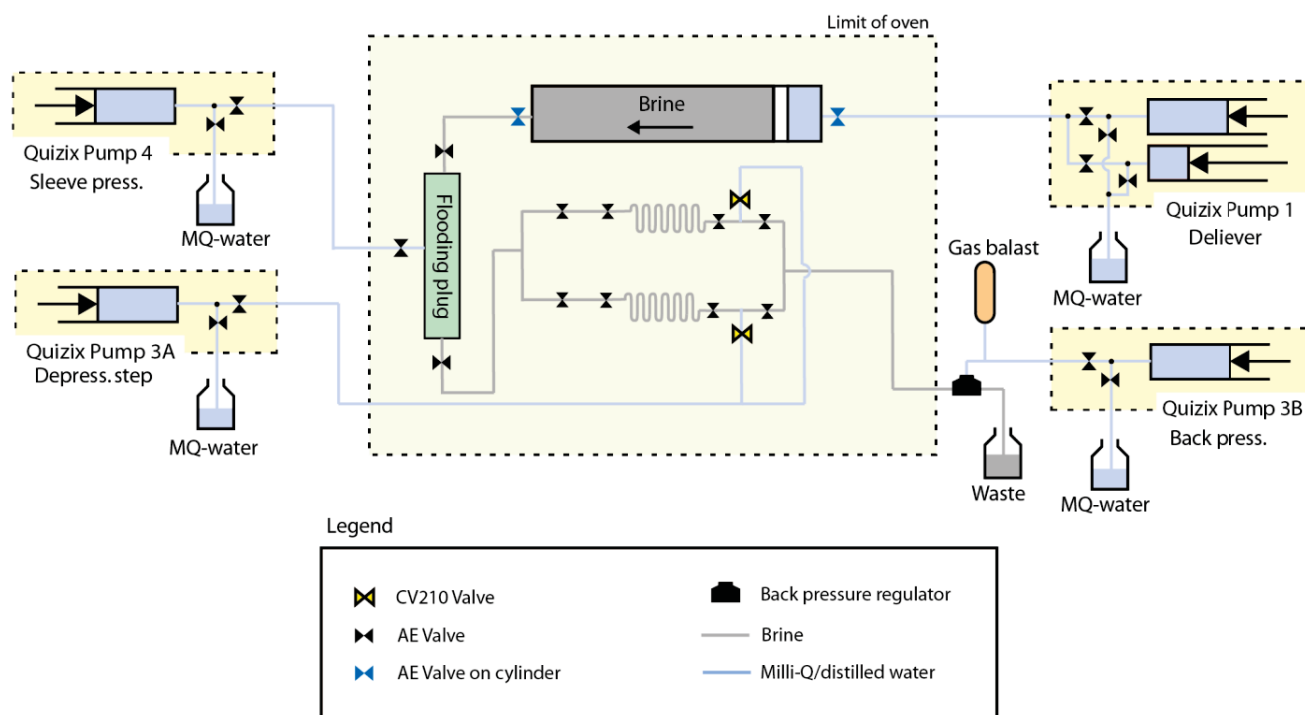 Limit of oven
Quizix Pump 4
Sleeve press.
MQ-water
Brine
Flooding plug
Quizix Pump 1
Deliever
MQ-water
Gas balast
Quizix Pump 3A
Depress. step
MQ-water
Quizix Pump 3B
Back press.
Waste
MQ-water
Legend
CV210 Valve
Back pressure regulator
AE Valve
Brine
AE Valve on cylinder
Milli-Q/distilled water